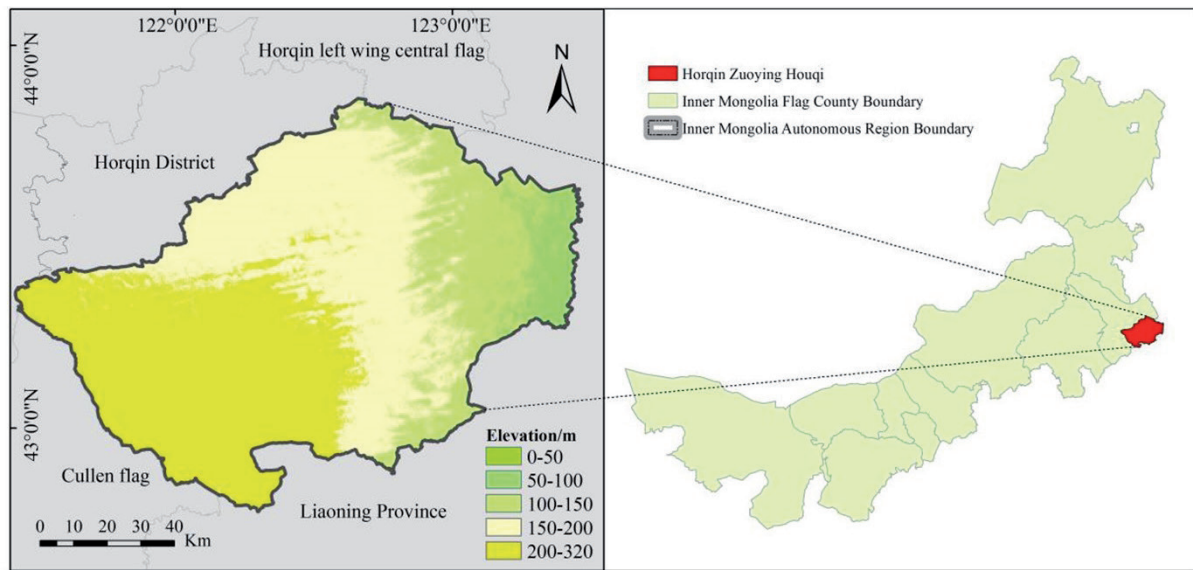 122°0'0"E
123°0'0"E
44°0'0"N
43°0'0"N
Horqin left wing central flag
N
Horqin District
Cullen flag
Liaoning Province
0 10 20 30 40
Km
Elevation/m
0-50
50-100
100-150
150-200
200-320
Horqin Zuoying Houqi
Inner Mongolia Flag County Boundary
Inner Mongolia Autonomous Region Boundary